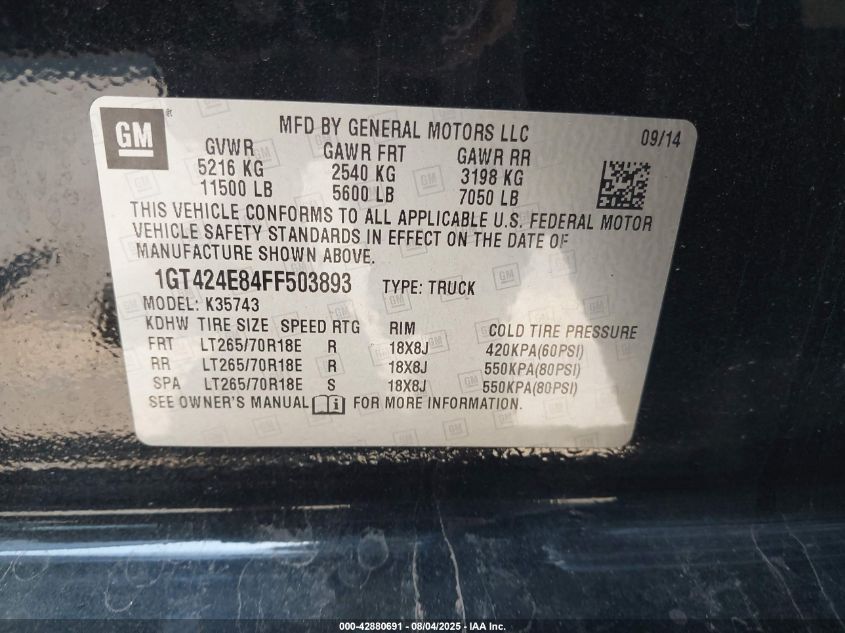 GM
MFD BY GENERAL MOTORS LLC 09/14
GVWR GAWR FRT GAWR RR
5216 KG 2540 KG 3198 KG
11500 LB 5600 LB 7050 LB
THIS VEHICLE CONFORMS TO ALL APPLICABLE U.S. FEDERAL MOTOR
VEHICLE SAFETY STANDARDS IN EFFECT ON THE DATE OF
MANUFACTURE SHOWN ABOVE.
1GT424E84FF503893 TYPE: TRUCK
MODEL: K35743
KDHW TIRE SIZE SPEED RTG RIM COLD TIRE PRESSURE
FRT LT265/70R18E R 18X8J 420KPA(60PSI)
RR LT265/70R18E R 18X8J 550KPA(80PSI)
SPA LT265/70R18E S 18X8J 550KPA(80PSI)
SEE OWNER'S MANUAL i FOR MORE INFORMATION.
000-42880691 - 08/04/2025 - IAA Inc.